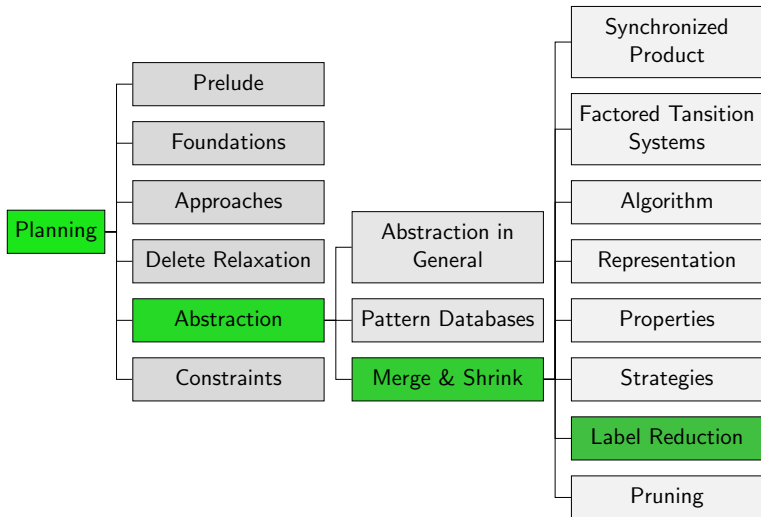 Planning
Prelude
Foundations
Approaches
Delete Relaxation
Abstraction
Constraints
Abstraction in
General
Pattern Databases
Merge & Shrink
Synchronized
Product
Factored Tansition
Systems
Algorithm
Representation
Properties
Strategies
Label Reduction
Pruning